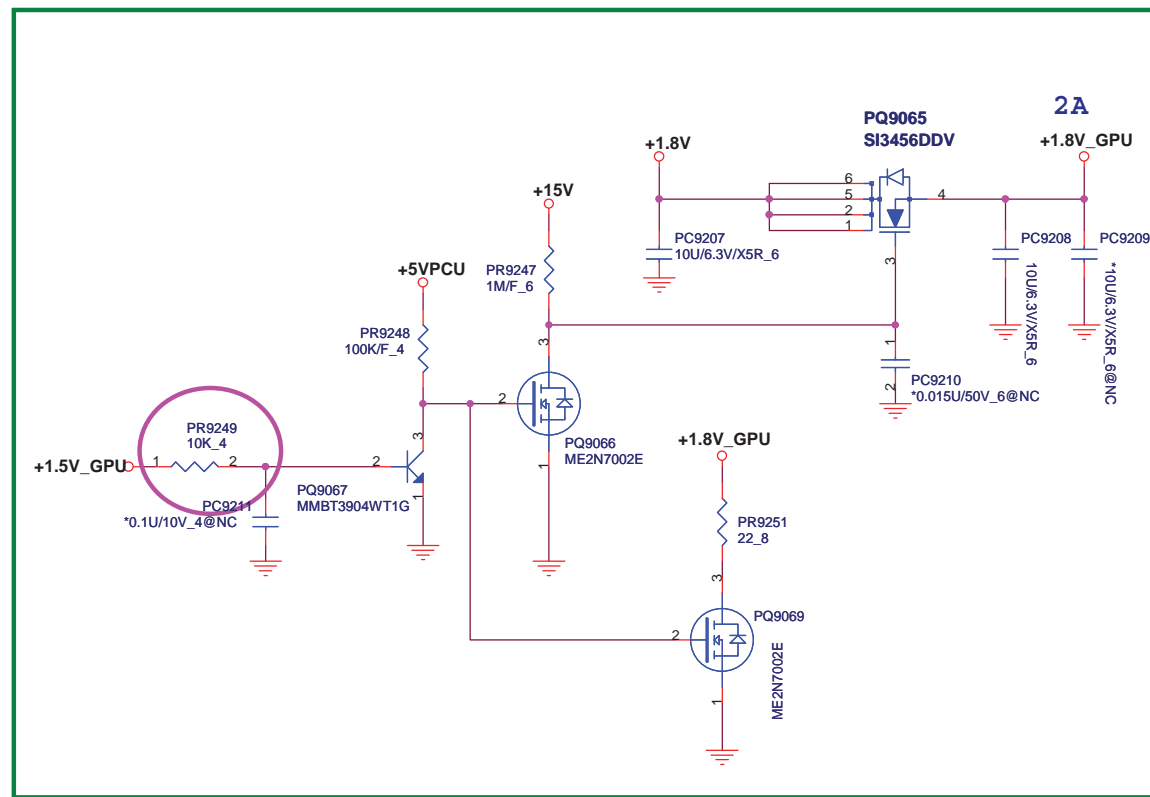 2A
PQ9065
SI3456DDV
+1.8V
+1.8V_GPU
6
5
2
1
4
3
PC9207
10U/6.3V/X5R_6
PC9208
10U/6.3V/X5R_6
PC9209
*10U/6.3V/X5R_6@NC
+15V
PR9247
1M/F_6
+5VPCU
PR9248
100K/F_4
3
2
1
PQ9066
ME2N7002E
1
2
PC9210
*0.015U/50V_6@NC
PR9249
10K_4
+1.5V_GPU
1
2
2
3
1
PQ9067
MMBT3904WT1G
PC9211
*0.1U/10V_4@NC
+1.8V_GPU
PR9251
22_8
3
2
1
PQ9069
ME2N7002E